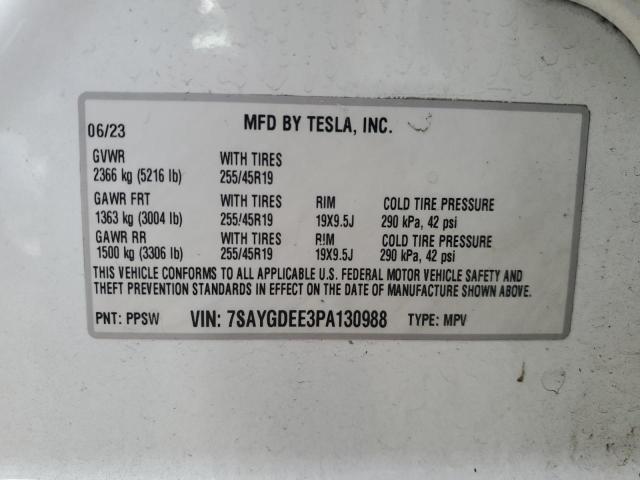 06/23 MFD BY TESLA, INC.
GVWR WITH TIRES
2366 kg (5216 lb) 255/45R19
GAWR FRT WITH TIRES RIM COLD TIRE PRESSURE
1363 kg (3004 lb) 255/45R19 19X9.5J 290 kPa, 42 psi
GAWR RR WITH TIRES RIM COLD TIRE PRESSURE
1500 kg (3306 lb) 255/45R19 19X9.5J 290 kPa, 42 psi
THIS VEHICLE CONFORMS TO ALL APPLICABLE U.S. FEDERAL MOTOR VEHICLE SAFETY AND
THEFT PREVENTION STANDARDS IN EFFECT ON THE DATE OF MANUFACTURE SHOWN ABOVE.
PNT: PPSW VIN: 7SAYGDEE3PA130988 TYPE: MPV